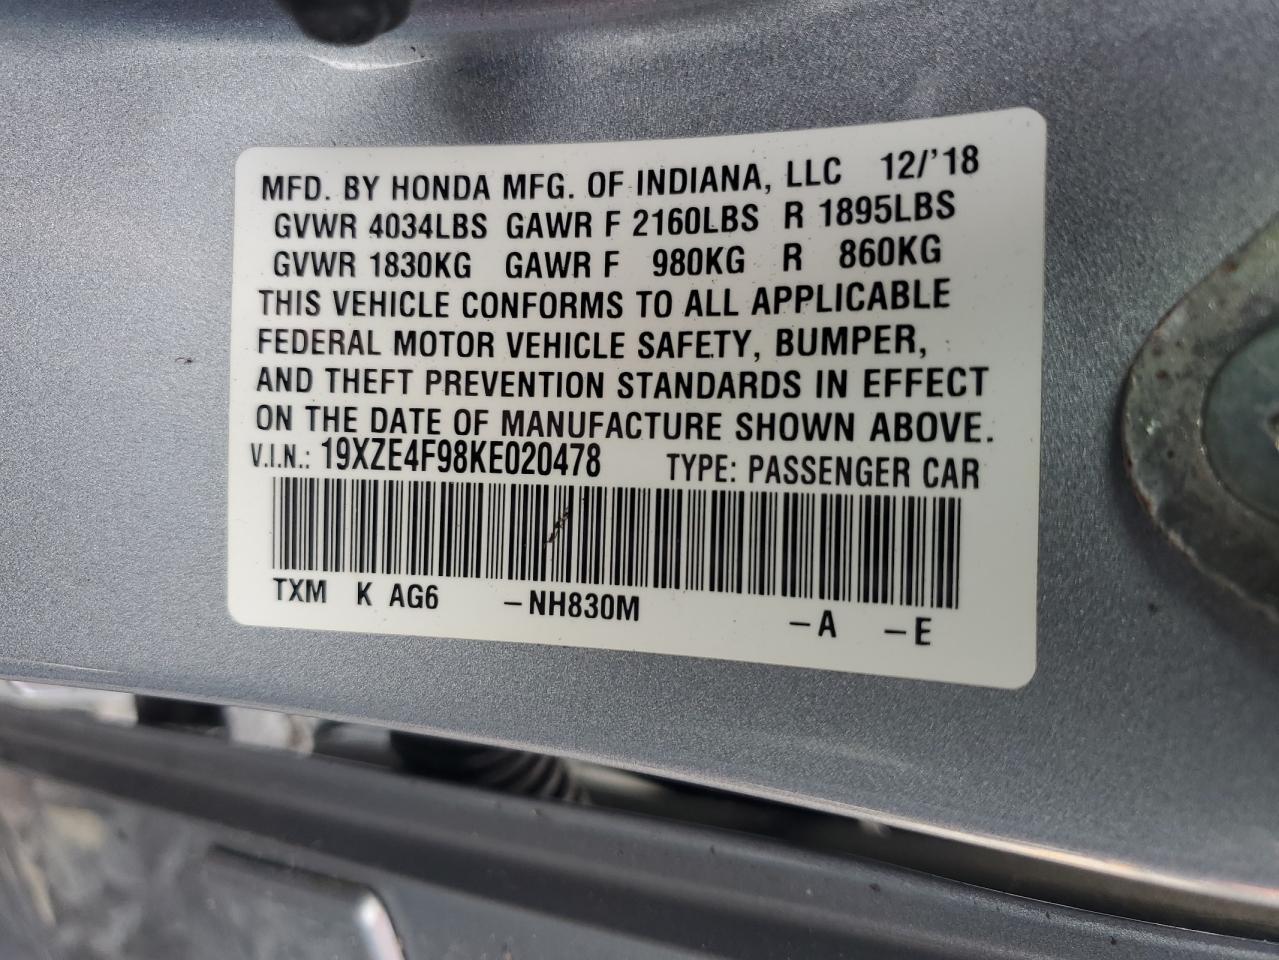 MFD. BY HONDA MFG. OF INDIANA, LLC 12/'18
GVWR 4034LBS GAWR F 2160LBS R 1895LBS
GVWR 1830KG GAWR F 980KG R 860KG
THIS VEHICLE CONFORMS TO ALL APPLICABLE
FEDERAL MOTOR VEHICLE SAFETY, BUMPER,
AND THEFT PREVENTION STANDARDS IN EFFECT
ON THE DATE OF MANUFACTURE SHOWN ABOVE.
V.I.N.: 19XZE4F98KE020478 TYPE: PASSENGER CAR
TXM K AG6 –NH830M –A –E